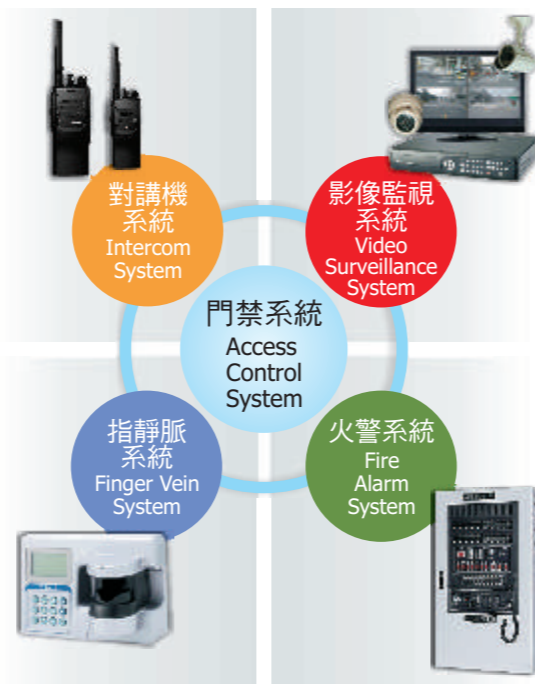 對講機
系統
Intercom
System
影像監視
系統
Video
Surveillance
System
門禁系統
Access
Control
System
指靜脈
系統
Finger Vein
System
火警系統
Fire
Alarm
System